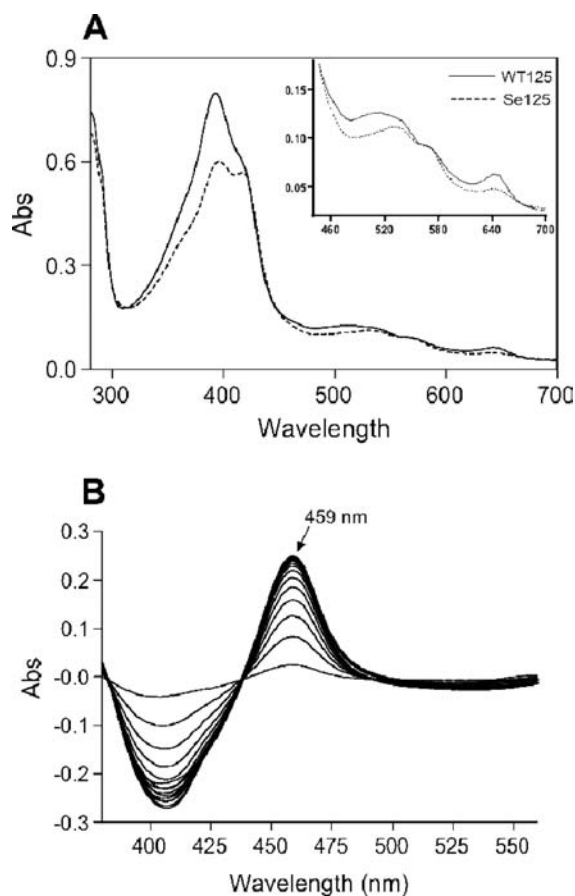 A
0.9
0.6
0.3
0.0
Abs
300 400 500 600 700
Wavelength
0.15
0.10
0.05
460 520 580 640 700
WT125
Se125
B
459 nm
0.3
0.2
0.1
-0.0
-0.1
-0.2
-0.3
Abs
400 425 450 475 500 525 550
Wavelength (nm)